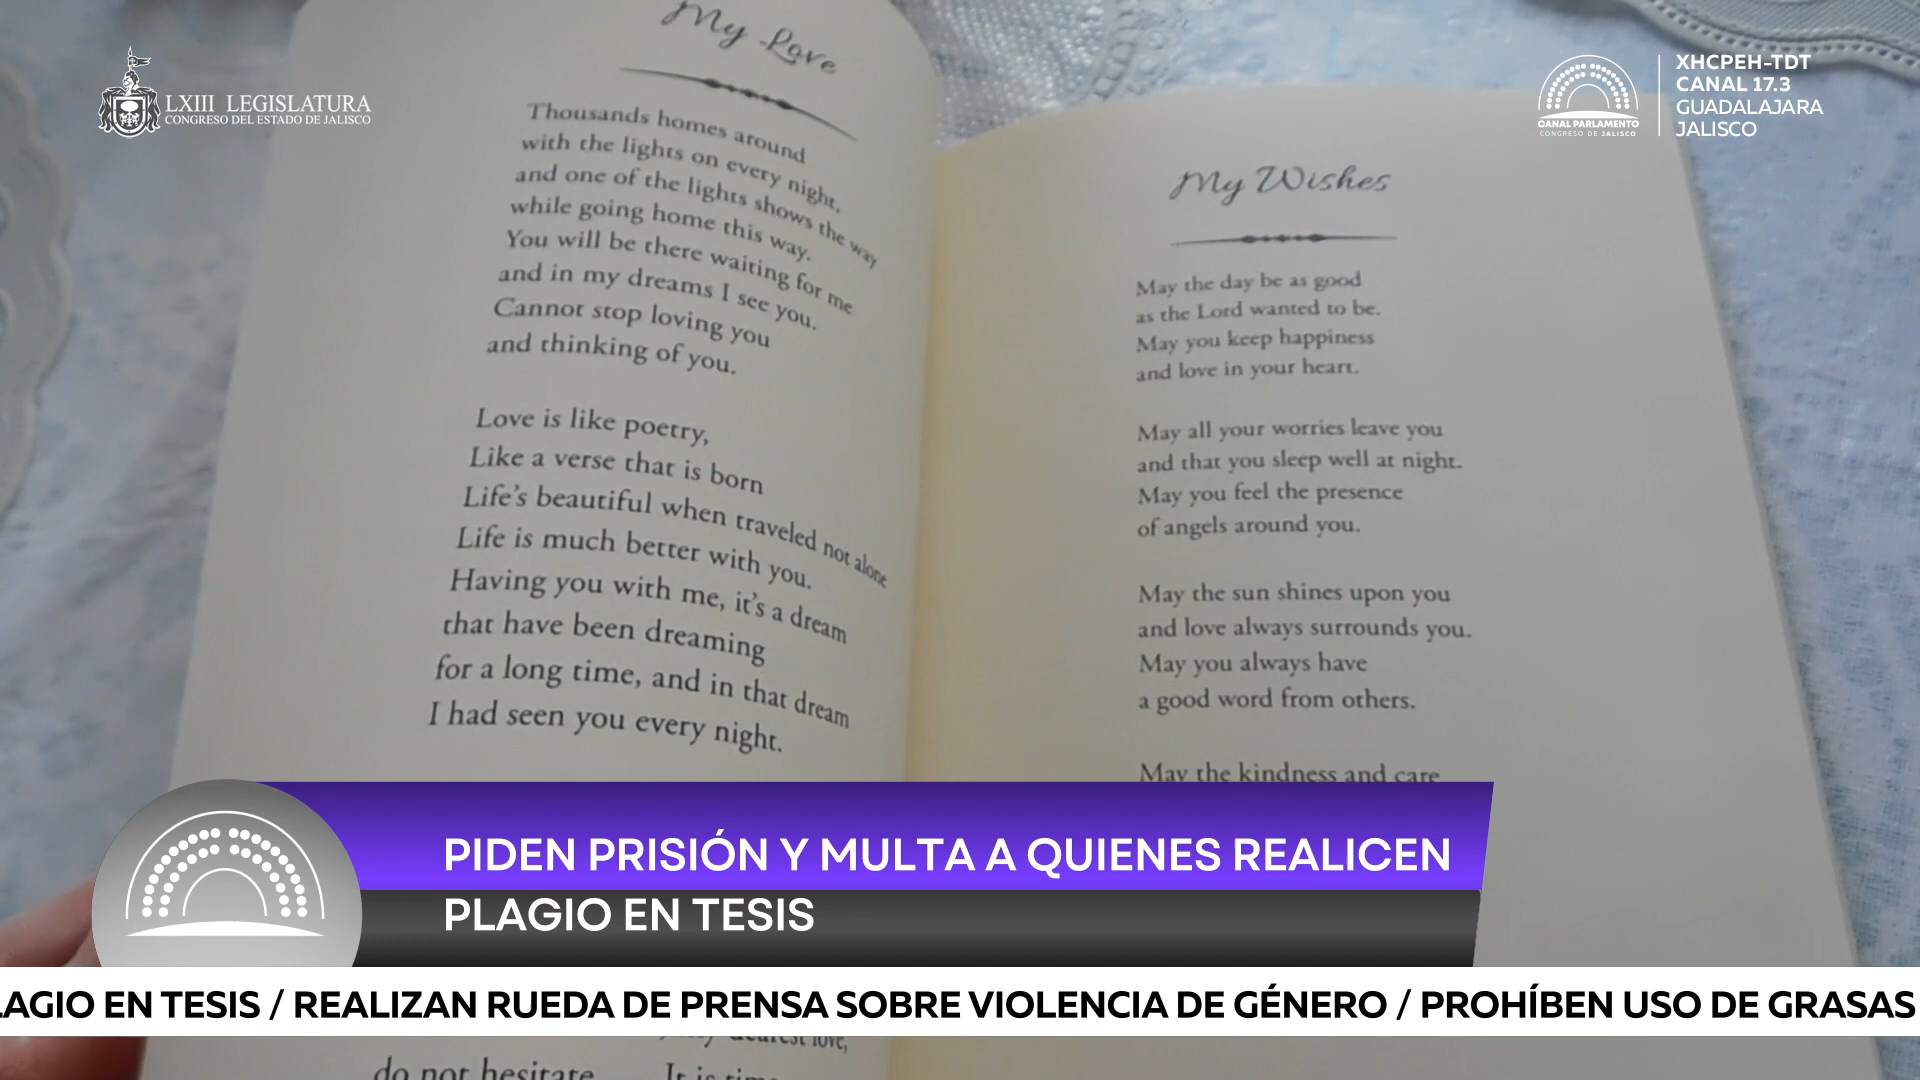 LXIII LEGISLATURA
CONGRESO DEL ESTADO DE JALISCO
CANAL PARLAMENTO
CONGRESO DE JALISCO
XHCPEH-TDT
CANAL 17.3
GUADALAJARA
JALISCO
My Love
Thousands homes around
with the lights on every night,
and one of the lights shows the way
while going home this way.
You will be there waiting for me
and in my dreams I see you.
Cannot stop loving you
and thinking of you.
Love is like poetry,
Like a verse that is born
Life's beautiful when traveled not alone
Life is much better with you.
Having you with me, it's a dream
that have been dreaming
for a long time, and in that dream
I had seen you every night.
dearest love,
do not hesitate
It is time
My Wishes
May the day be as good
as the Lord wanted to be.
May you keep happiness
and love in your heart.
May all your worries leave you
and that you sleep well at night.
May you feel the presence
of angels around you.
May the sun shines upon you
and love always surrounds you.
May you always have
a good word from others.
May the kindness and care
PIDEN PRISIÓN Y MULTA A QUIENES REALICEN
PLAGIO EN TESIS
LAGIO EN TESIS / REALIZAN RUEDA DE PRENSA SOBRE VIOLENCIA DE GÉNERO / PROHÍBEN USO DE GRASAS